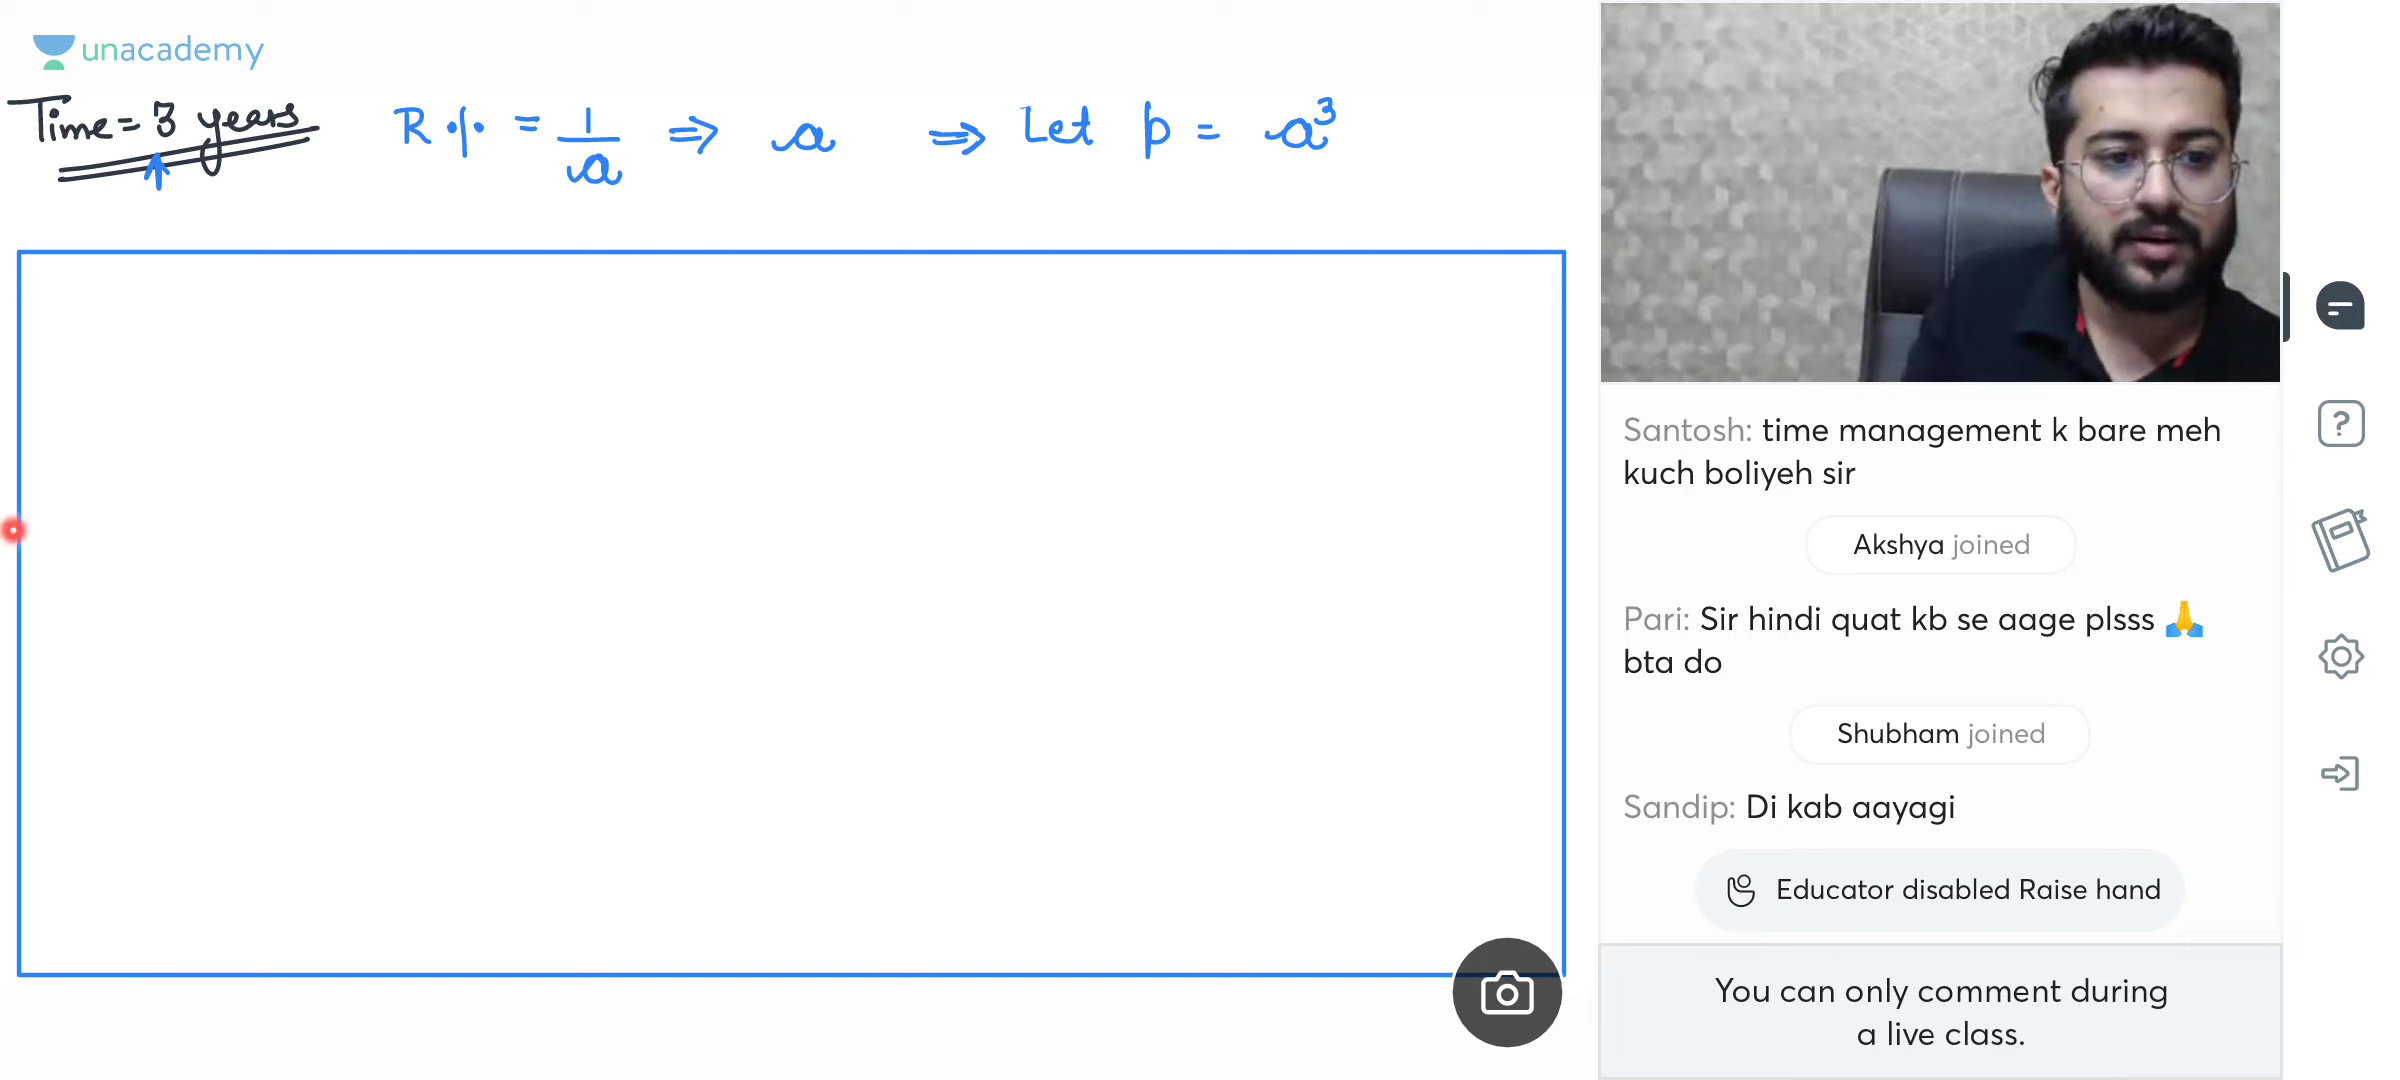 unacademy
Time = 3 years R % = 1/a ⇒ a ⇒ Let p = a³
Santosh: time management k bare meh
kuch boliyeh sir
Akshya joined
Pari: Sir hindi quat kb se aage plsss 🙏
bta do
Shubham joined
Sandip: Di kab aayagi
Educator disabled Raise hand
You can only comment during
a live class.